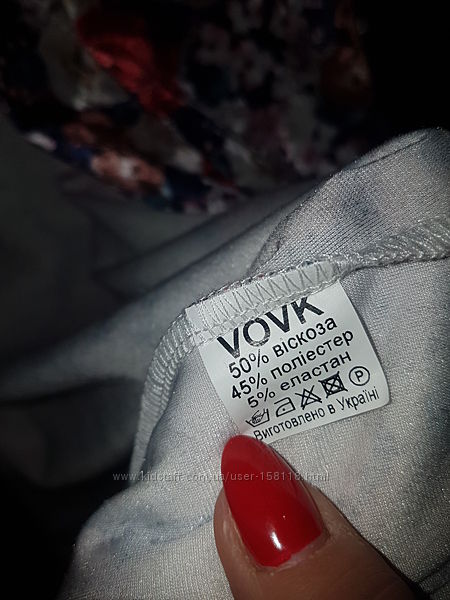 VOVK
50% віскоза
45% поліестер
5% еластан
P
Виготовлено в Україні